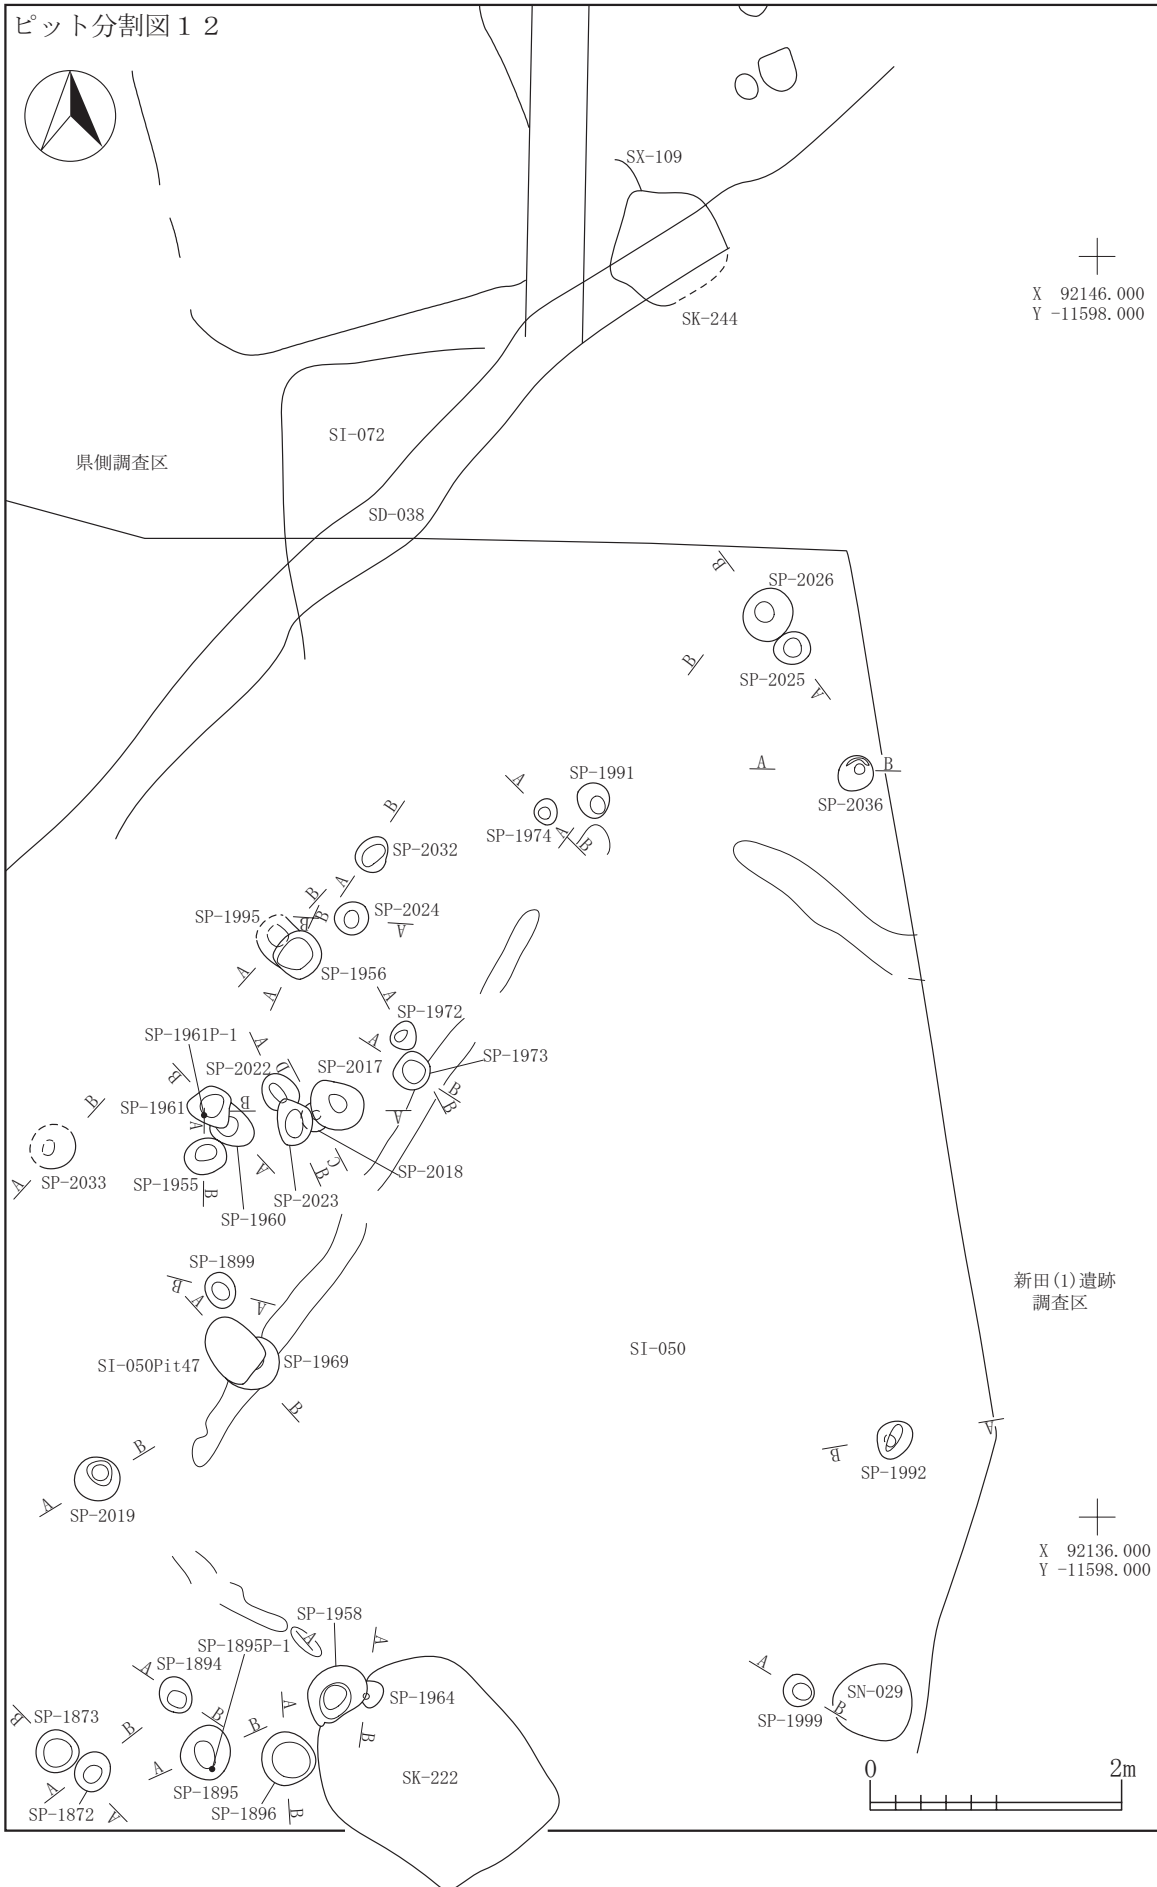 ピット分割図１２
SX-109
X 92146.000
Y -11598.000
SK-244
SI-072
県側調査区
SD-038
B
SP-2026
B
SP-2025
A
A
B
SP-2036
A
SP-1991
SP-1974
A
B
B
SP-2032
A
B
SP-1995
B
B
SP-2024
A
A
SP-1956
A
A
SP-1972
A
SP-1973
SP-1961P-1
A
SP-2022
D
SP-2017
B
B
SP-1961
B
A
C
A
B
B
SP-2033
A
SP-1955
B
A
B
C
SP-2018
SP-2023
SP-1960
SP-1899
B
A
A
SI-050Pit47
SP-1969
B
SI-050
新田(1)遺跡
調査区
B
A
SP-2019
A
B
SP-1992
X 92136.000
Y -11598.000
SP-1958
A
A
SP-1895P-1
A
SP-1894
B
A
SP-1964
B
A
B
SN-029
SP-1999
B
SP-1873
B
B
A
A
SP-1872
A
SP-1895
SP-1896
B
SK-222
0
2m